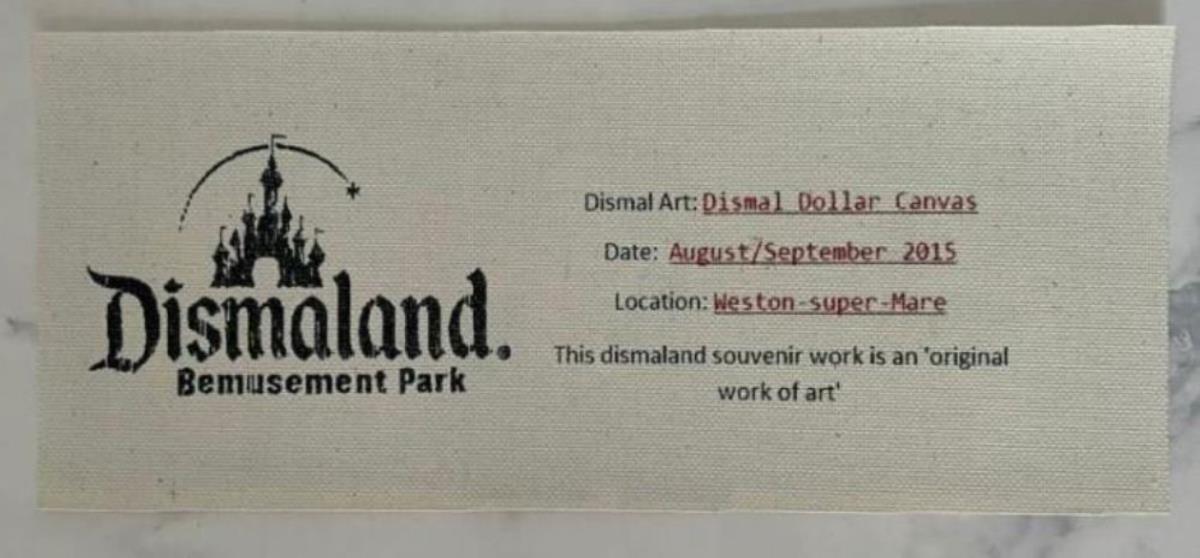 Dismaland.
Bemusement Park
Dismal Art: Dismal Dollar Canvas
Date: August/September 2015
Location: Weston-super-Mare
This dismaland souvenir work is an 'original
work of art'